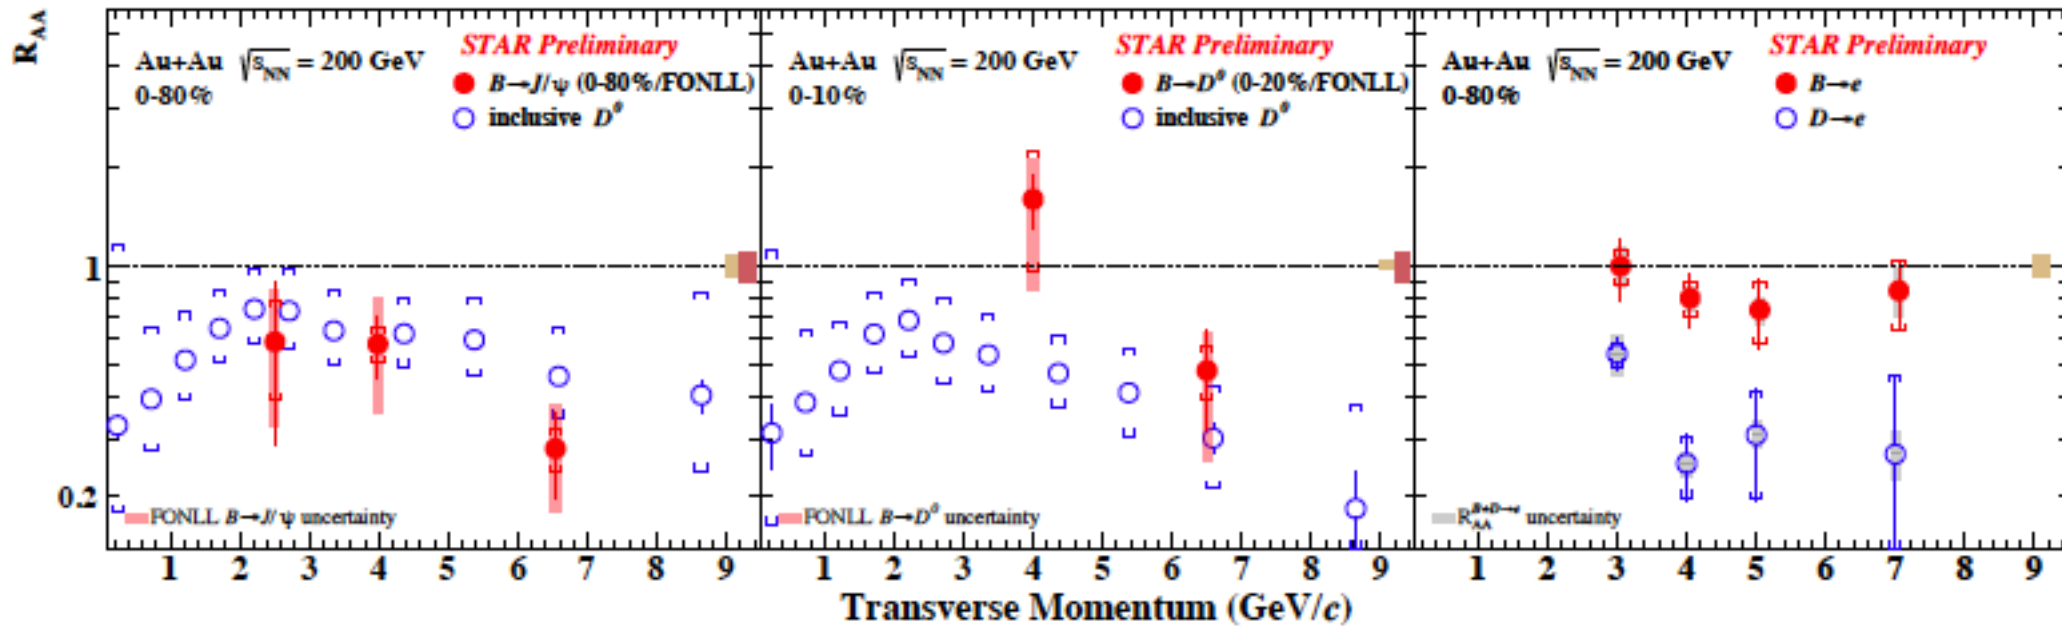 R_AA
Au+Au √s_NN = 200 GeV
0-80%
STAR Preliminary
B→J/ψ (0-80%/FONLL)
inclusive D⁰
1
0.2
FONLL B→J/ψ uncertainty
1 2 3 4 5 6 7 8 9
Au+Au √s_NN = 200 GeV
0-10%
STAR Preliminary
B→D⁰ (0-20%/FONLL)
inclusive D⁰
FONLL B→D⁰ uncertainty
1 2 3 4 5 6 7 8 9
Au+Au √s_NN = 200 GeV
0-80%
STAR Preliminary
B→e
D→e
R_AA^B+D→e uncertainty
1 2 3 4 5 6 7 8 9
Transverse Momentum (GeV/c)